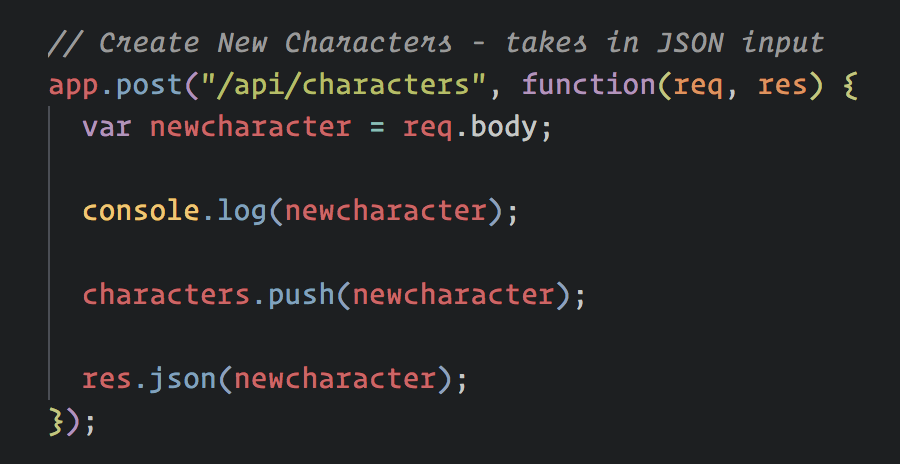 // Create New Characters - takes in JSON input
app.post("/api/characters", function(req, res) {
  var newcharacter = req.body;

  console.log(newcharacter);

  characters.push(newcharacter);

  res.json(newcharacter);
});